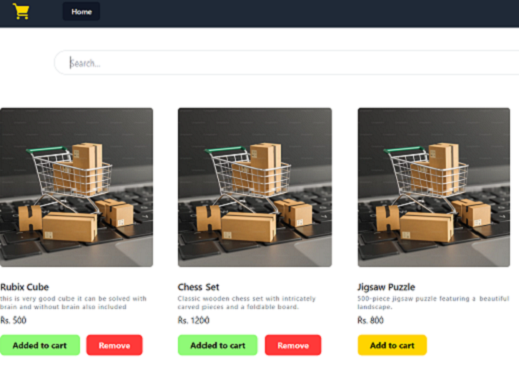 Home
Search...
Rubix Cube
this is very good cube it can be solved with
brain and without brain also included
Rs. 500
Added to cart
Remove
Chess Set
Classic wooden chess set with intricately
carved pieces and a foldable board.
Rs. 1200
Added to cart
Remove
Jigsaw Puzzle
500-piece jigsaw puzzle featuring a beautiful
landscape.
Rs. 800
Add to cart